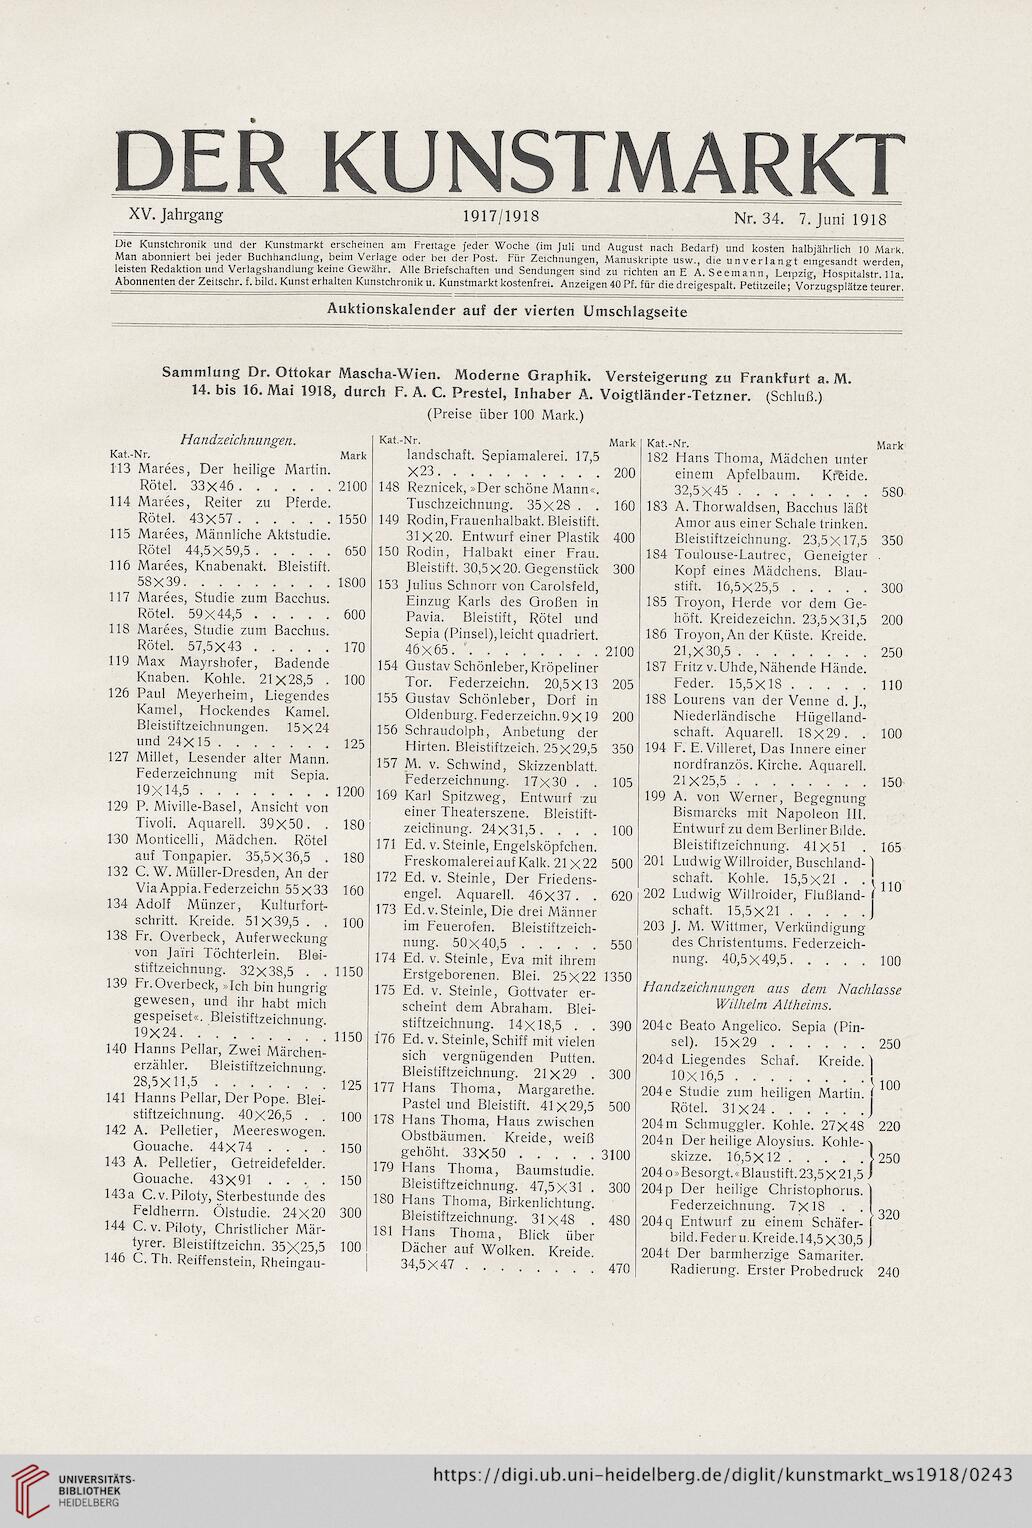 DER KUNSTMARKT
XV. Jahrgang 1917/1918 Nr. 34. 7. Juni 1918
Die Kunstchronik und der Kunstmarkt erscheinen am Freitage jeder Woche (im Juli und August nach Bedarf) und kosten halbjährlich 10 Mark.
Man abonniert bei jeder Buchhandlung, beim Verlage oder bei der Post. Für Zeichnungen, Manuskripte usw., die unverlangt eingesandt werden,
leisten Redaktion und Verlagshandlung keine Gewähr. Alle Briefschaften und Sendungen sind zu richten an E A. Seemann, Leipzig, Hospitalstr. 11a.
Abonnenten der Zeitschr. f. bild. Kunst erhalten Kunstchronik u. Kunstmarkt kostenfrei. Anzeigen 40 Pf. für die dreigespalt. Petitzeile; Vorzugsplätze teurer.
Auktionskalender auf der vierten Umschlagseite
Sammlung Dr. Ottokar Mascha-Wien. Moderne Graphik. Versteigerung zu Frankfurt a. M.
14. bis 16. Mai 1918, durch F. A. C. Prestel, Inhaber A. Voigtländer-Tetzner. (Schluß.)
(Preise über 100 Mark.)
Handzeichnungen.
Kat.-Nr. Mark
113 Marées, Der heilige Martin.
Rötel. 33×46 . . . . . . 2100
114 Marées, Reiter zu Pferde.
Rötel. 43×57 . . . . . . 1550
115 Marées, Männliche Aktstudie.
Rötel 44,5×59,5 . . . . . 650
116 Marées, Knabenakt. Bleistift.
58×39 . . . . . . . . . 1800
117 Marées, Studie zum Bacchus.
Rötel. 59×44,5 . . . . . 600
118 Marées, Studie zum Bacchus.
Rötel. 57,5×43 . . . . . 170
119 Max Mayrshofer, Badende
Knaben. Kohle. 21×28,5 . 100
126 Paul Meyerheim, Liegendes
Kamel, Hockendes Kamel.
Bleistiftzeichnungen. 15×24
und 24×15 . . . . . . . 125
127 Millet, Lesender alter Mann.
Federzeichnung mit Sepia.
19×14,5 . . . . . . . . 1200
129 P. Miville-Basel, Ansicht von
Tivoli. Aquarell. 39×50 . . 180
130 Monticelli, Mädchen. Rötel
auf Tonpapier. 35,5×36,5 . 180
132 C. W. Müller-Dresden, An der
Via Appia. Federzeichn 55×33 160
134 Adolf Münzer, Kulturfort-
schritt. Kreide. 51×39,5 . . 100
138 Fr. Overbeck, Auferweckung
von Jaïri Töchterlein. Blei-
stiftzeichnung. 32×38,5 . . 1150
139 Fr. Overbeck, »Ich bin hungrig
gewesen, und ihr habt mich
gespeiset«. Bleistiftzeichnung.
19×24 . . . . . . . . . 1150
140 Hanns Pellar, Zwei Märchen-
erzähler. Bleistiftzeichnung.
28,5×11,5 . . . . . . . 125
141 Hanns Pellar, Der Pope. Blei-
stiftzeichnung. 40×26,5 . . 100
142 A. Pelletier, Meereswogen.
Gouache. 44×74 . . . . 150
143 A. Pelletier, Getreidefelder.
Gouache. 43×91 . . . . 150
143a C. v. Piloty, Sterbestunde des
Feldherrn. Ölstudie. 24×20 300
144 C. v. Piloty, Christlicher Mär-
tyrer. Bleistiftzeichn. 35×25,5 100
146 C. Th. Reiffenstein, Rheingau-
Kat.-Nr. Mark
landschaft. Sepiamalerei. 17,5
×23 . . . . . . . . . 200
148 Reznicek, »Der schöne Mann«.
Tuschzeichnung. 35×28 . . 160
149 Rodin, Frauenhalbakt. Bleistift.
31×20. Entwurf einer Plastik 400
150 Rodin, Halbakt einer Frau.
Bleistift. 30,5×20. Gegenstück 300
153 Julius Schnorr von Carolsfeld,
Einzug Karls des Großen in
Pavia. Bleistift, Rötel und
Sepia (Pinsel), leicht quadriert.
46×65 . . . . . . . . . 2100
154 Gustav Schönleber, Kröpeliner
Tor. Federzeichn. 20,5×13 205
155 Gustav Schönleber, Dorf in
Oldenburg. Federzeichn. 9×19 200
156 Schraudolph, Anbetung der
Hirten. Bleistiftzeich. 25×29,5 350
157 M. v. Schwind, Skizzenblatt.
Federzeichnung. 17×30 . . 105
169 Karl Spitzweg, Entwurf zu
einer Theaterszene. Bleistift-
zeichnung. 24×31,5 . . . . 100
171 Ed. v. Steinle, Engelsköpfchen.
Freskomalerei auf Kalk. 21×22 500
172 Ed. v. Steinle, Der Friedens-
engel. Aquarell. 46×37 . . 620
173 Ed. v. Steinle, Die drei Männer
im Feuerofen. Bleistiftzeich-
nung. 50×40,5 . . . . . 550
174 Ed. v. Steinle, Eva mit ihrem
Erstgeborenen. Blei. 25×22 1350
175 Ed. v. Steinle, Gottvater er-
scheint dem Abraham. Blei-
stiftzeichnung. 14×18,5 . . 390
176 Ed. v. Steinle, Schiff mit vielen
sich vergnügenden Putten.
Bleistiftzeichnung. 21×29 . 300
177 Hans Thoma, Margarethe.
Pastel und Bleistift. 41×29,5 500
178 Hans Thoma, Haus zwischen
Obstbäumen. Kreide, weiß
gehöht. 33×50 . . . . . 3100
179 Hans Thoma, Baumstudie.
Bleistiftzeichnung. 47,5×31 . 300
180 Hans Thoma, Birkenlichtung.
Bleistiftzeichnung. 31×48 . 480
181 Hans Thoma, Blick über
Dächer auf Wolken. Kreide.
34,5×47 . . . . . . . . 470
Kat.-Nr. Mark
182 Hans Thoma, Mädchen unter
einem Apfelbaum. Kreide.
32,5×45 . . . . . . . . 580
183 A. Thorwaldsen, Bacchus läßt
Amor aus einer Schale trinken.
Bleistiftzeichnung. 23,5×17,5 350
184 Toulouse-Lautrec, Geneigter
Kopf eines Mädchens. Blau-
stift. 16,5×25,5 . . . . . 300
185 Troyon, Herde vor dem Ge-
höft. Kreidezeichn. 23,5×31,5 200
186 Troyon, An der Küste. Kreide.
21,×30,5 . . . . . . . . 250
187 Fritz v. Uhde, Nähende Hände.
Feder. 15,5×18 . . . . . 110
188 Lourens van der Venne d. J.,
Niederländische Hügelland-
schaft. Aquarell. 18×29 . . 100
194 F. E. Villeret, Das Innere einer
nordfranzös. Kirche. Aquarell.
21×25,5 . . . . . . . . 150
199 A. von Werner, Begegnung
Bismarcks mit Napoleon III.
Entwurf zu dem Berliner Bilde.
Bleistiftzeichnung. 41×51 . 165
201 Ludwig Willroider, Buschland-
schaft. Kohle. 15,5×21 . . 110
202 Ludwig Willroider, Flußland-
schaft. 15,5×21 . . . . .
203 J. M. Wittmer, Verkündigung
des Christentums. Federzeich-
nung. 40,5×49,5 . . . . . 100
Handzeichnungen aus dem Nachlasse
Wilhelm Altheims.
204c Beato Angelico. Sepia (Pin-
sel). 15×29 . . . . . . 250
204d Liegendes Schaf. Kreide.
10×16,5 . . . . . . . . 100
204e Studie zum heiligen Martin.
Rötel. 31×24 . . . . . .
204m Schmuggler. Kohle. 27×48 220
204n Der heilige Aloysius. Kohle-
skizze. 16,5×12 . . . . . 250
204o »Besorgt.« Blaustift. 23,5×21,5
204p Der heilige Christophorus.
Federzeichnung. 7×18 . . 320
204q Entwurf zu einem Schäfer-
bild. Feder u. Kreide. 14,5×30,5
204t Der barmherzige Samariter.
Radierung. Erster Probedruck 240
UNIVERSITÄTS-
BIBLIOTHEK
HEIDELBERG
https://digi.ub.uni-heidelberg.de/diglit/kunstmarkt_ws1918/0243